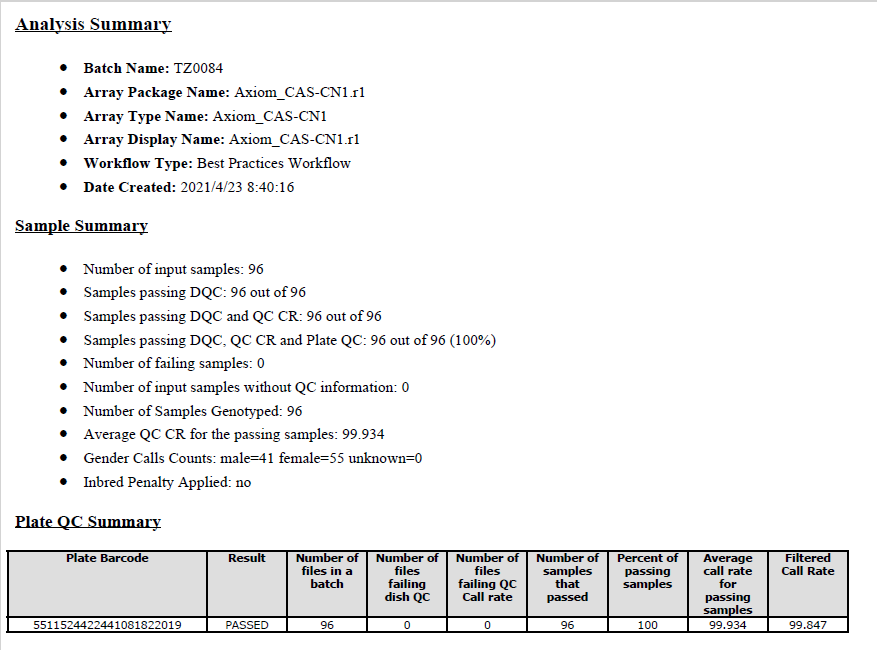 Analysis Summary
Batch Name: TZ0084
Array Package Name: Axiom_CAS-CN1.r1
Array Type Name: Axiom_CAS-CN1
Array Display Name: Axiom_CAS-CN1.r1
Workflow Type: Best Practices Workflow
Date Created: 2021/4/23 8:40:16
Sample Summary
Number of input samples: 96
Samples passing DQC: 96 out of 96
Samples passing DQC and QC CR: 96 out of 96
Samples passing DQC, QC CR and Plate QC: 96 out of 96 (100%)
Number of failing samples: 0
Number of input samples without QC information: 0
Number of Samples Genotyped: 96
Average QC CR for the passing samples: 99.934
Gender Calls Counts: male=41 female=55 unknown=0
Inbred Penalty Applied: no
Plate QC Summary
Plate Barcode Result Number of Number of Number of Number of Percent of Average Filtered
files in a files files samples passing call rate Call Rate
batch failing failing QC that samples for
dish QC Call rate passed passing
samples
5511524422441081822019 PASSED 96 0 0 96 100 99.934 99.847